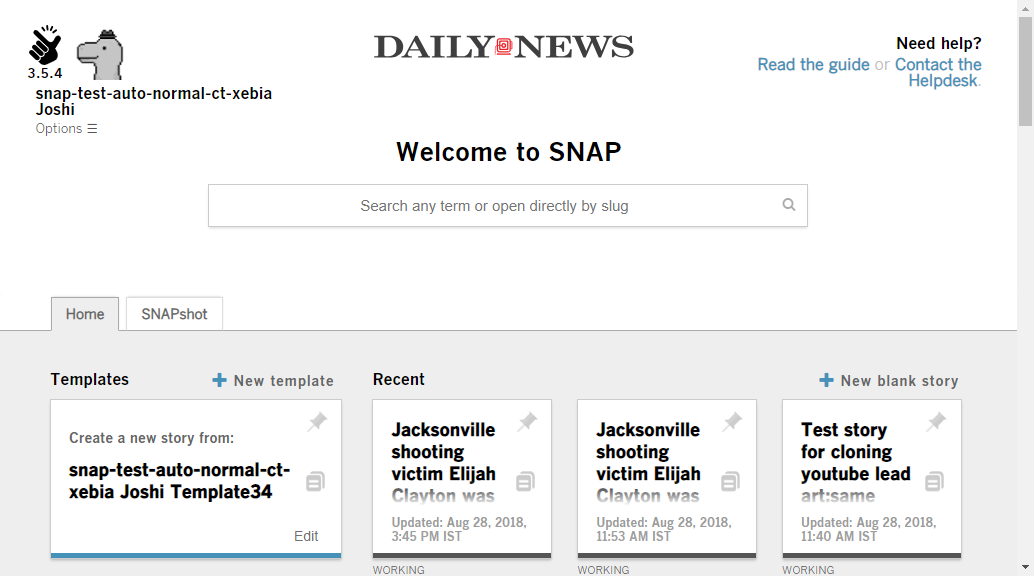 3.5.4
snap-test-auto-normal-ct-xebia
Joshi
Options ☰
DAILY NEWS
Need help?
Read the guide or Contact the
Helpdesk.
Welcome to SNAP
Search any term or open directly by slug
Home
SNAPshot
Templates
+ New template
Create a new story from:
snap-test-auto-normal-ct-
xebia Joshi Template34
Edit
Recent
+ New blank story
Jacksonville
shooting
victim Elijah
Clayton was
Updated: Aug 28, 2018,
3:45 PM IST
WORKING
Jacksonville
shooting
victim Elijah
Clayton was
Updated: Aug 28, 2018,
11:53 AM IST
WORKING
Test story
for cloning
youtube lead
art:same
Updated: Aug 28, 2018,
11:40 AM IST
WORKING